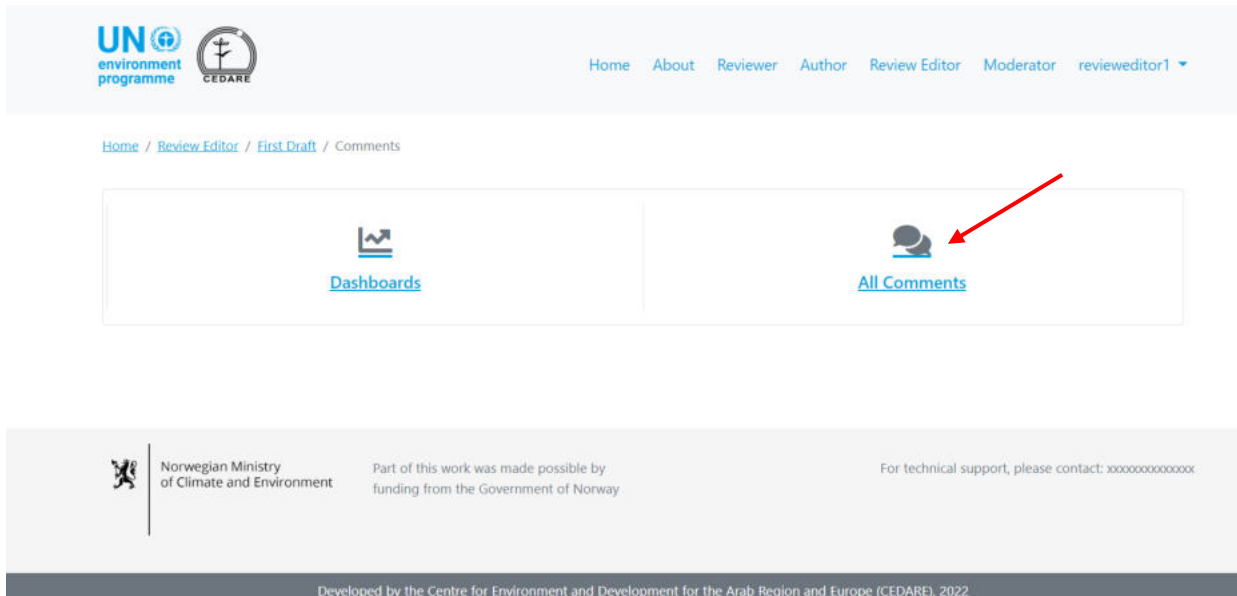 UN
environment
programme
CEDARE
Home About Reviewer Author Review Editor Moderator revieweditor1
Home / Review Editor / First Draft / Comments
Dashboards
All Comments
Norwegian Ministry
of Climate and Environment
Part of this work was made possible by
funding from the Government of Norway
For technical support, please contact: xxxxxxxxxxxxx
Developed by the Centre for Environment and Development for the Arab Region and Europe (CEDARE), 2022